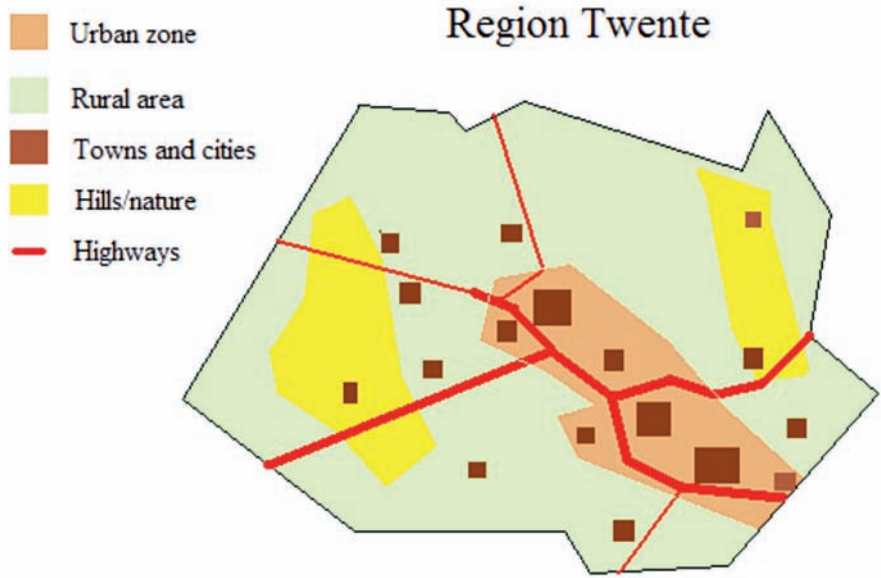 Region Twente
Urban zone
Rural area
Towns and cities
Hills/nature
Highways